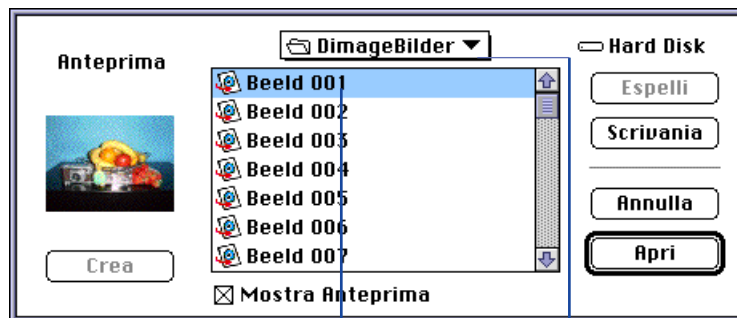 Anteprima
Crea
DimageBilder
Beeld 001
Beeld 002
Beeld 003
Beeld 004
Beeld 005
Beeld 006
Beeld 007
Mostra Anteprima
Hard Disk
Espelli
Scrivania
Annulla
Apri